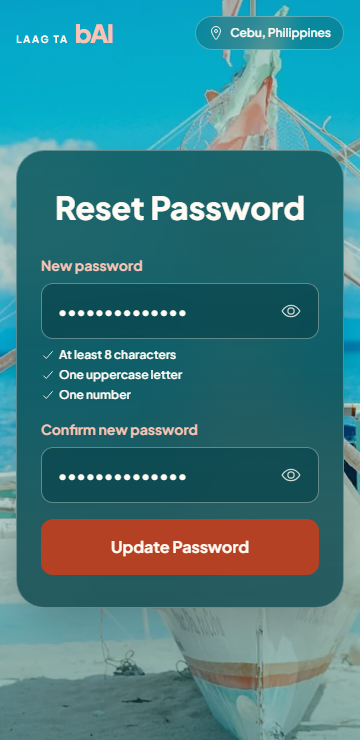 LAAG TA bAI
Cebu, Philippines
Reset Password
New password
••••••••••••••
At least 8 characters
One uppercase letter
One number
Confirm new password
••••••••••••••
Update Password